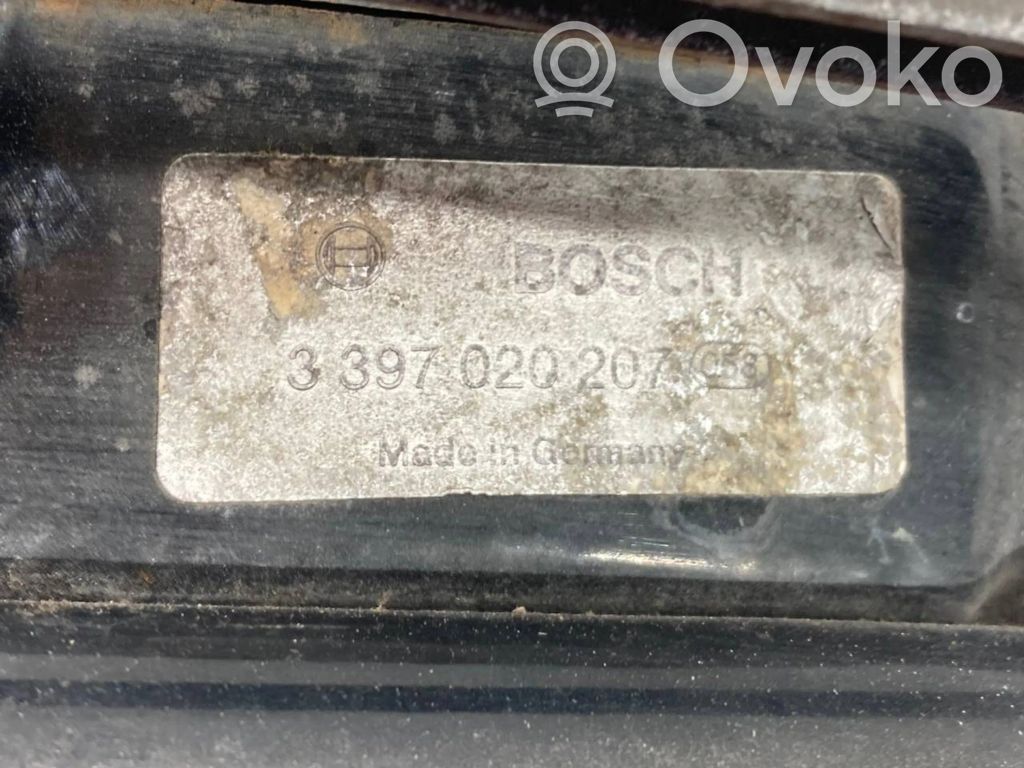 Ovoko
BOSCH
3 397 020 207
Made in Germany